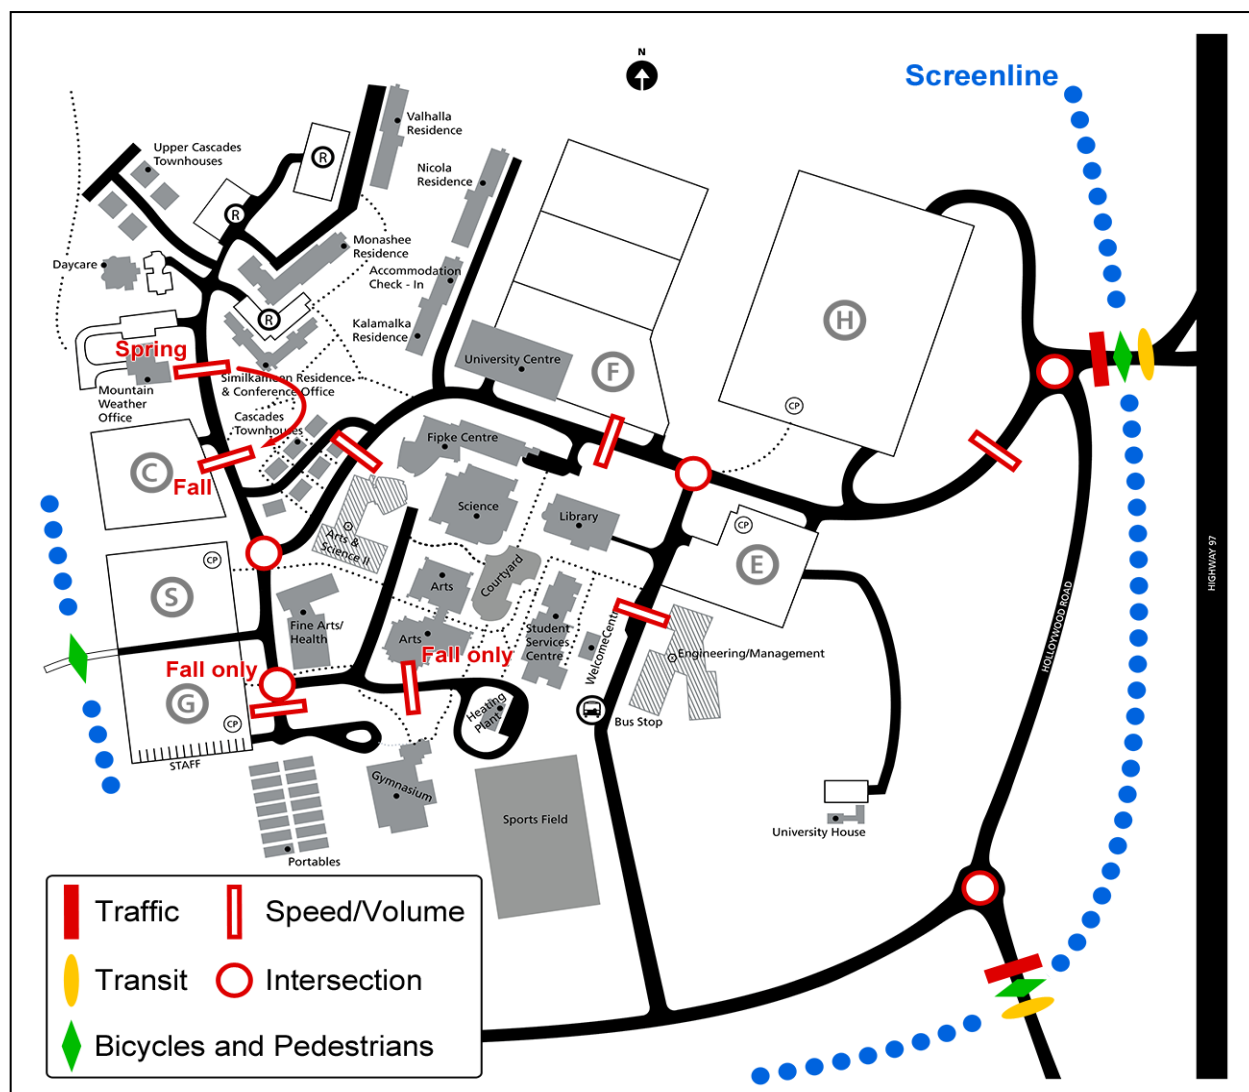 N
Screenline
Valhalla
Residence
Upper Cascades
Townhouses
R
Nicola
Residence
R
Monashee
Residence
Daycare
Accommodation
Check - In
R
H
Kalamalka
Residence
Spring
University Centre
F
Similkameen Residence
& Conference Office
Mountain
Weather
Office
CP
Cascades
Townhouses
Fipke Centre
C
Fall
Science
Library
CP
Arts &
Science II
Courtyard
CP
E
HIGHWAY 97
S
Arts
Fine Arts/
Health
Arts
Student
Services
Centre
WelcomeCentre
HOLLOYWOOD ROAD
Engineering/Management
Fall only
Fall only
G
CP
Heating
Plant
Bus Stop
STAFF
Gymnasium
Sports Field
University House
Portables
Traffic
Speed/Volume
Transit
Intersection
Bicycles and Pedestrians